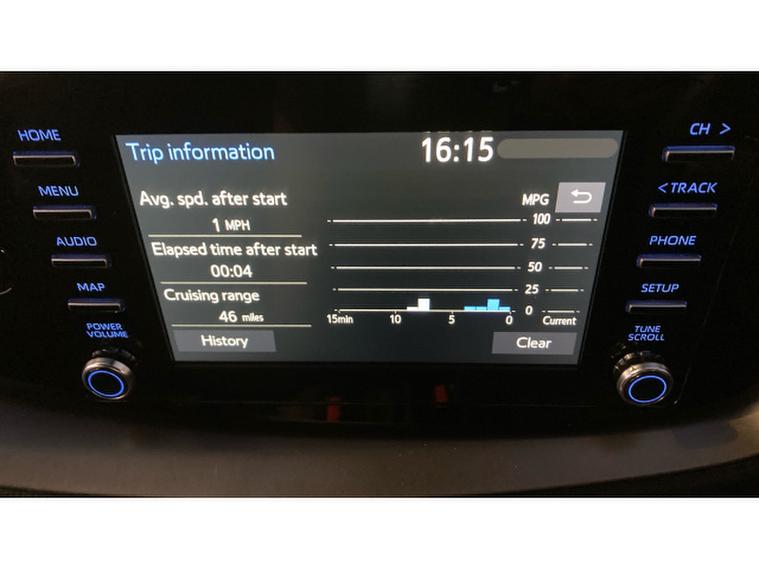 HOME
MENU
AUDIO
MAP
POWER
VOLUME
Trip information
16:15
Avg. spd. after start
1 MPH
Elapsed time after start
00:04
Cruising range
46 miles
History
MPG
100
75
50
25
0
15min 10 5 0 Current
Clear
CH >
< TRACK
PHONE
SETUP
TUNE
SCROLL